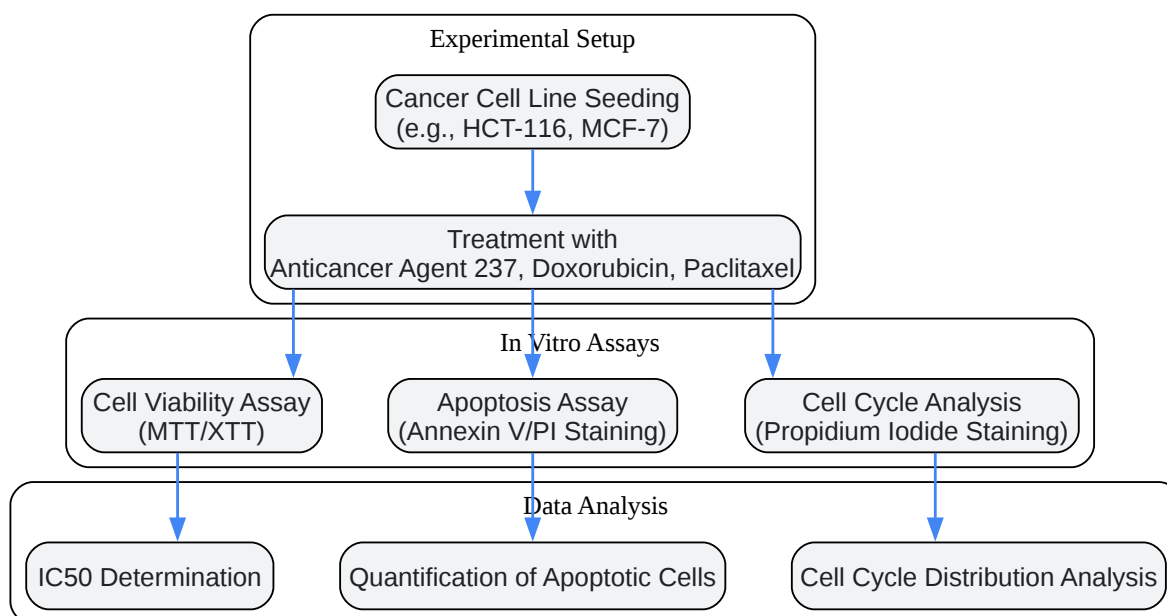 Experimental Setup
Cancer Cell Line Seeding
(e.g., HCT-116, MCF-7)
Treatment with
Anticancer Agent 237, Doxorubicin, Paclitaxel
In Vitro Assays
Cell Viability Assay
(MTT/XTT)
Apoptosis Assay
(Annexin V/PI Staining)
Cell Cycle Analysis
(Propidium Iodide Staining)
Data Analysis
IC50 Determination
Quantification of Apoptotic Cells
Cell Cycle Distribution Analysis